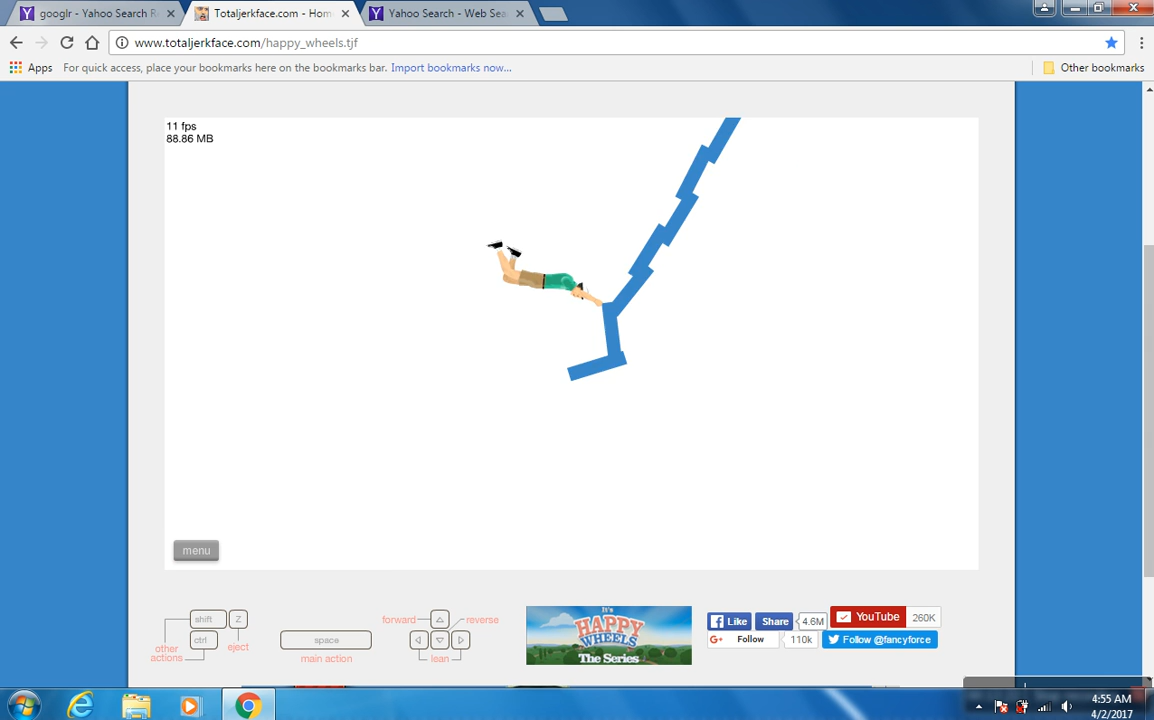 googlr - Yahoo Search R
Totaljerkface.com - Hom
Yahoo Search - Web Sea
www.totaljerkface.com/happy_wheels.tjf
Apps
For quick access, place your bookmarks here on the bookmarks bar. Import bookmarks now...
Other bookmarks
11 fps
88.86 MB
menu
shift
Z
ctrl
eject
other
actions
space
main action
forward
reverse
lean
IT'S
HAPPY
WHEELS
The Series
Like
Share
4.6M
YouTube
260K
G+ Follow
110k
Follow @fancyforce
4:55 AM
4/2/2017